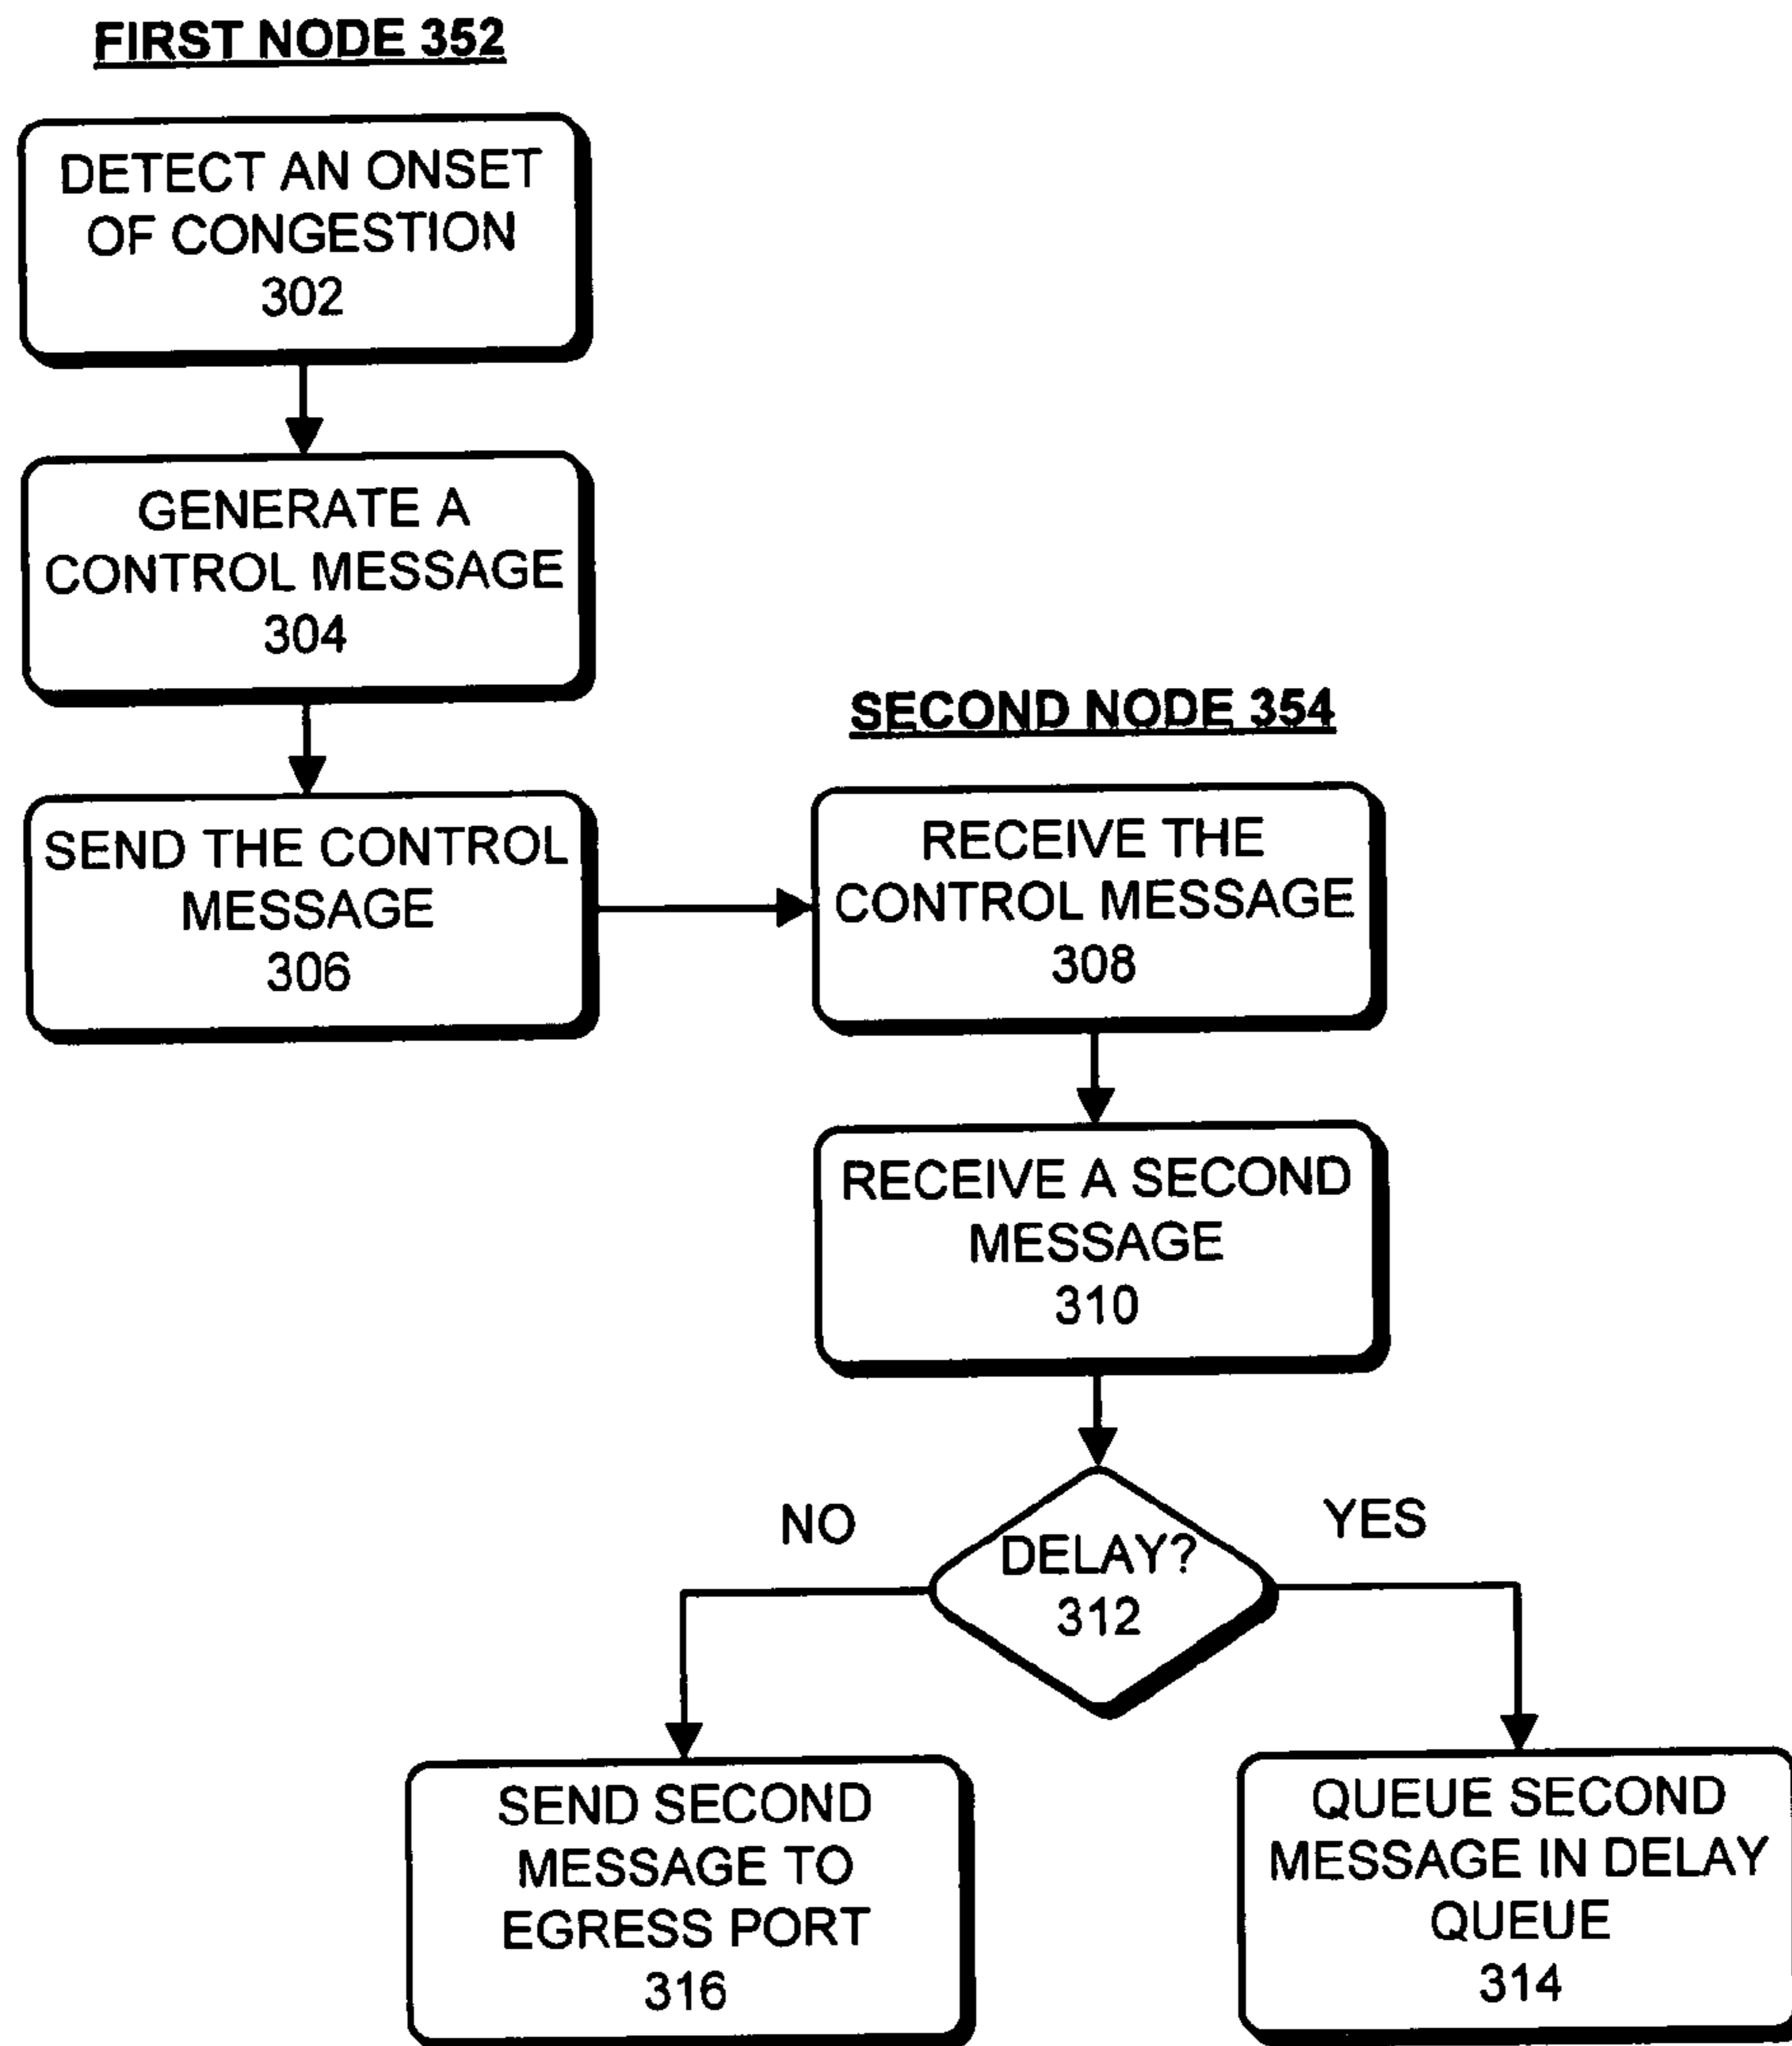 FIRST NODE 352
DETECT AN ONSET
OF CONGESTION
302
GENERATE A
CONTROL MESSAGE
304
SEND THE CONTROL
MESSAGE
306
SECOND NODE 354
RECEIVE THE
CONTROL MESSAGE
308
RECEIVE A SECOND
MESSAGE
310
DELAY?
312
NO
YES
SEND SECOND
MESSAGE TO
EGRESS PORT
316
QUEUE SECOND
MESSAGE IN DELAY
QUEUE
314